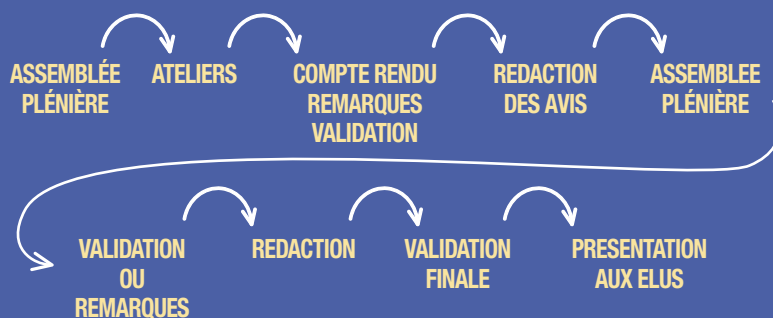 ASSEMBLÉE
PLÉNIÈRE
ATELIERS
COMPTE RENDU
REMARQUES
VALIDATION
REDACTION
DES AVIS
ASSEMBLEE
PLÉNIÈRE
VALIDATION
OU
REMARQUES
REDACTION
VALIDATION
FINALE
PRESENTATION
AUX ELUS